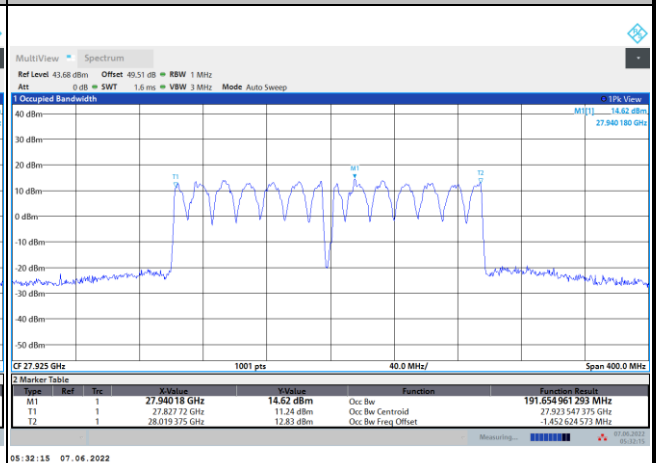 MultiView Spectrum
Ref Level 43.68 dBm Offset 49.51 dB RBW 1 MHz
Att 0 dB SWT 1.6 ms VBW 3 MHz Mode Auto Sweep
1 Occupied Bandwidth 1Pk View
M1[1] 14.62 dBm
27.940 180 GHz
40 dBm
30 dBm
20 dBm
M1
T1
T2
10 dBm
0 dBm
-10 dBm
-20 dBm
-30 dBm
-40 dBm
-50 dBm
CF 27.925 GHz 1001 pts 40.0 MHz/ Span 400.0 MHz
2 Marker Table
Type Ref Trc X-Value Y-Value Function Function Result
M1 1 27.940 18 GHz 14.62 dBm Occ Bw 191.654 961 293 MHz
T1 1 27.827 72 GHz 11.24 dBm Occ Bw Centroid 27.923 547 375 GHz
T2 1 28.019 375 GHz 12.83 dBm Occ Bw Freq Offset -1.452 624 573 MHz
Measuring... 07.06.2022
05:32:15
05:32:15 07.06.2022